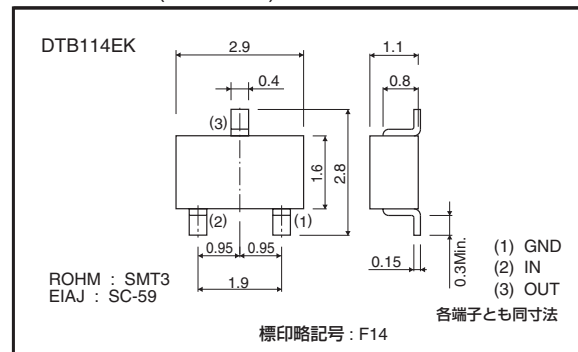 DTB114EK
2.9
0.4
(3)
1.6
2.8
(2)
(1)
0.95
0.95
1.9
1.1
0.8
0.15
0.3Min.
ROHM : SMT3
EIAJ : SC-59
(1) GND
(2) IN
(3) OUT
各端子とも同寸法
標印略記号 : F14